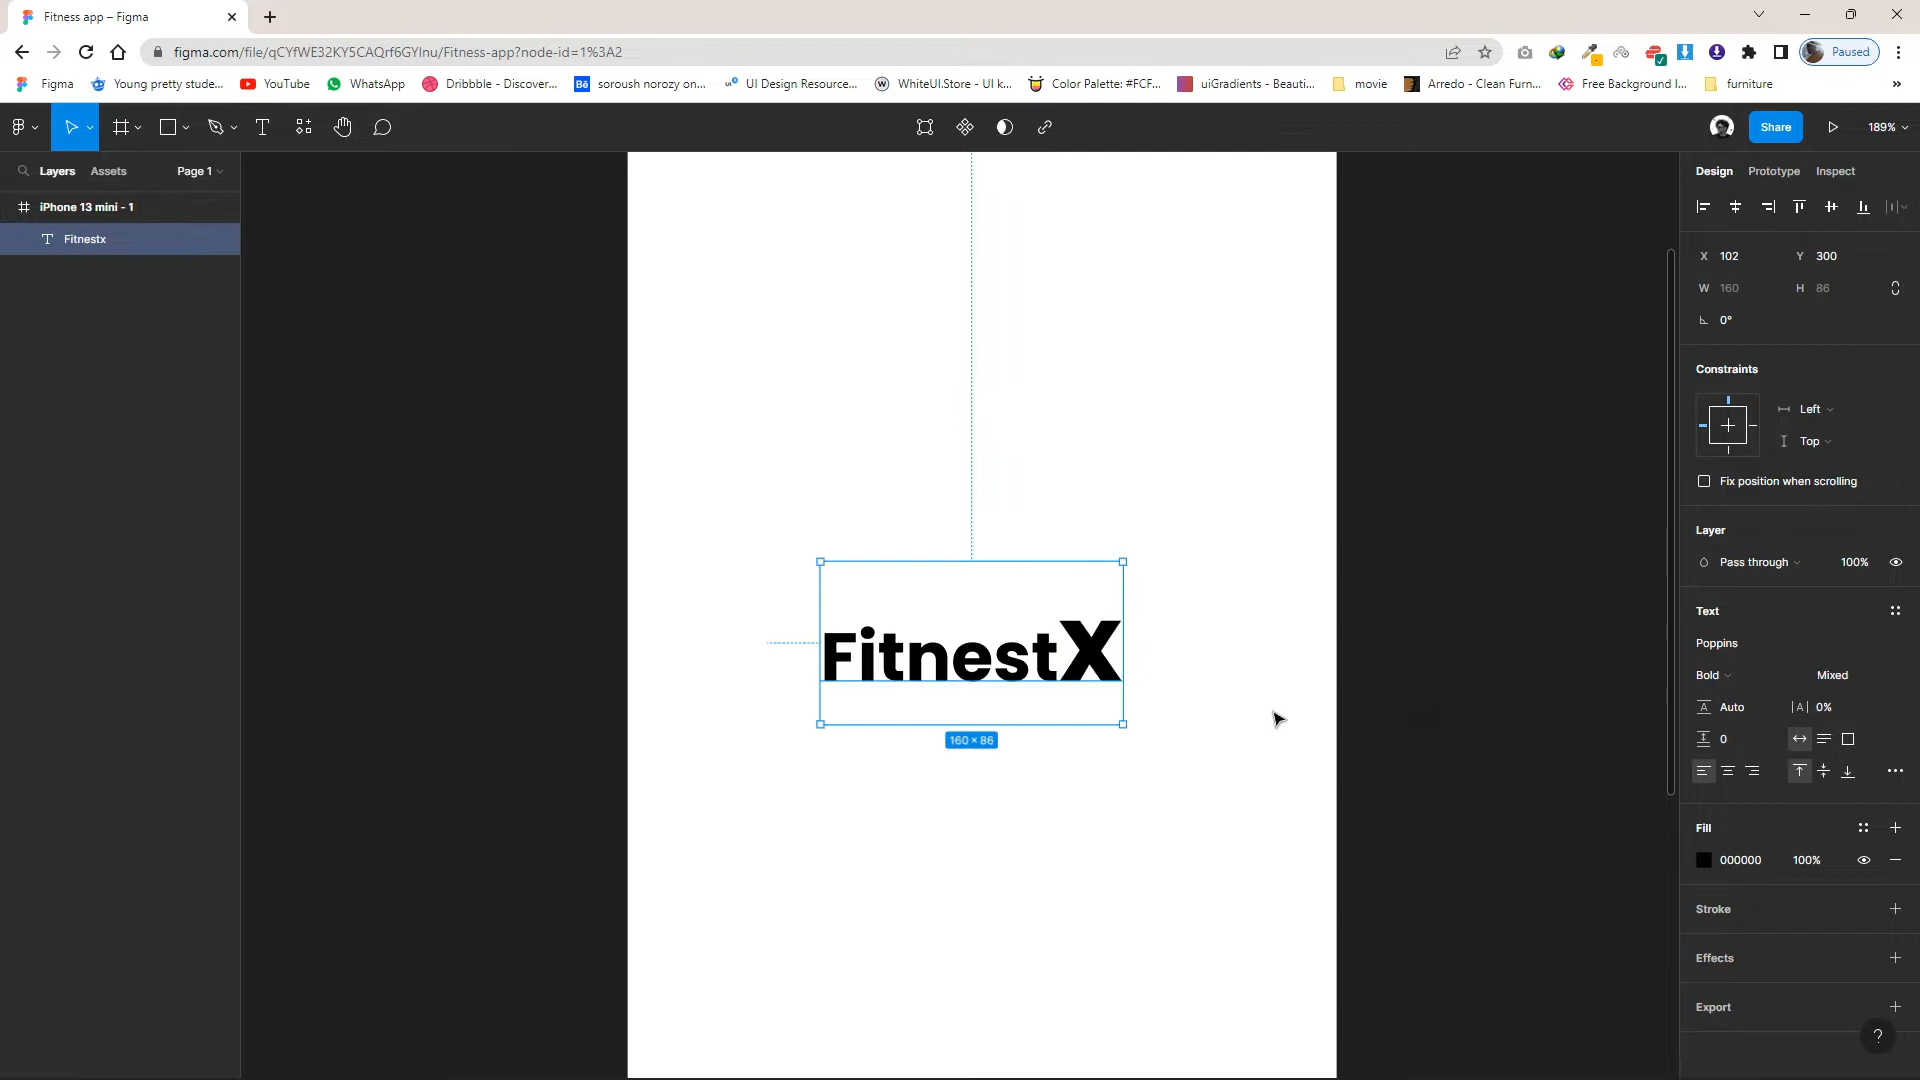 Fitness app – Figma
figma.com/file/qCYfWE32KY5CAQrf6GYInu/Fitness-app?node-id=1%3A2
Paused
Figma
Young pretty stude...
YouTube
WhatsApp
Dribbble - Discover...
Bē
soroush norozy on...
UI Design Resource...
WhiteUI.Store - UI k...
Color Palette: #FCF...
uiGradients - Beauti...
movie
Arredo - Clean Furn...
Free Background I...
furniture
»
Share
189%
Layers
Assets
Page 1
Design
Prototype
Inspect
iPhone 13 mini - 1
Fitnestx
X 102
Y 300
W 160
H 86
0°
Constraints
Left
Top
Fix position when scrolling
Layer
Pass through
100%
FitnestX
160 × 86
Text
Poppins
Bold
Mixed
Auto
0%
0
Fill
000000
100%
Stroke
Effects
Export
?